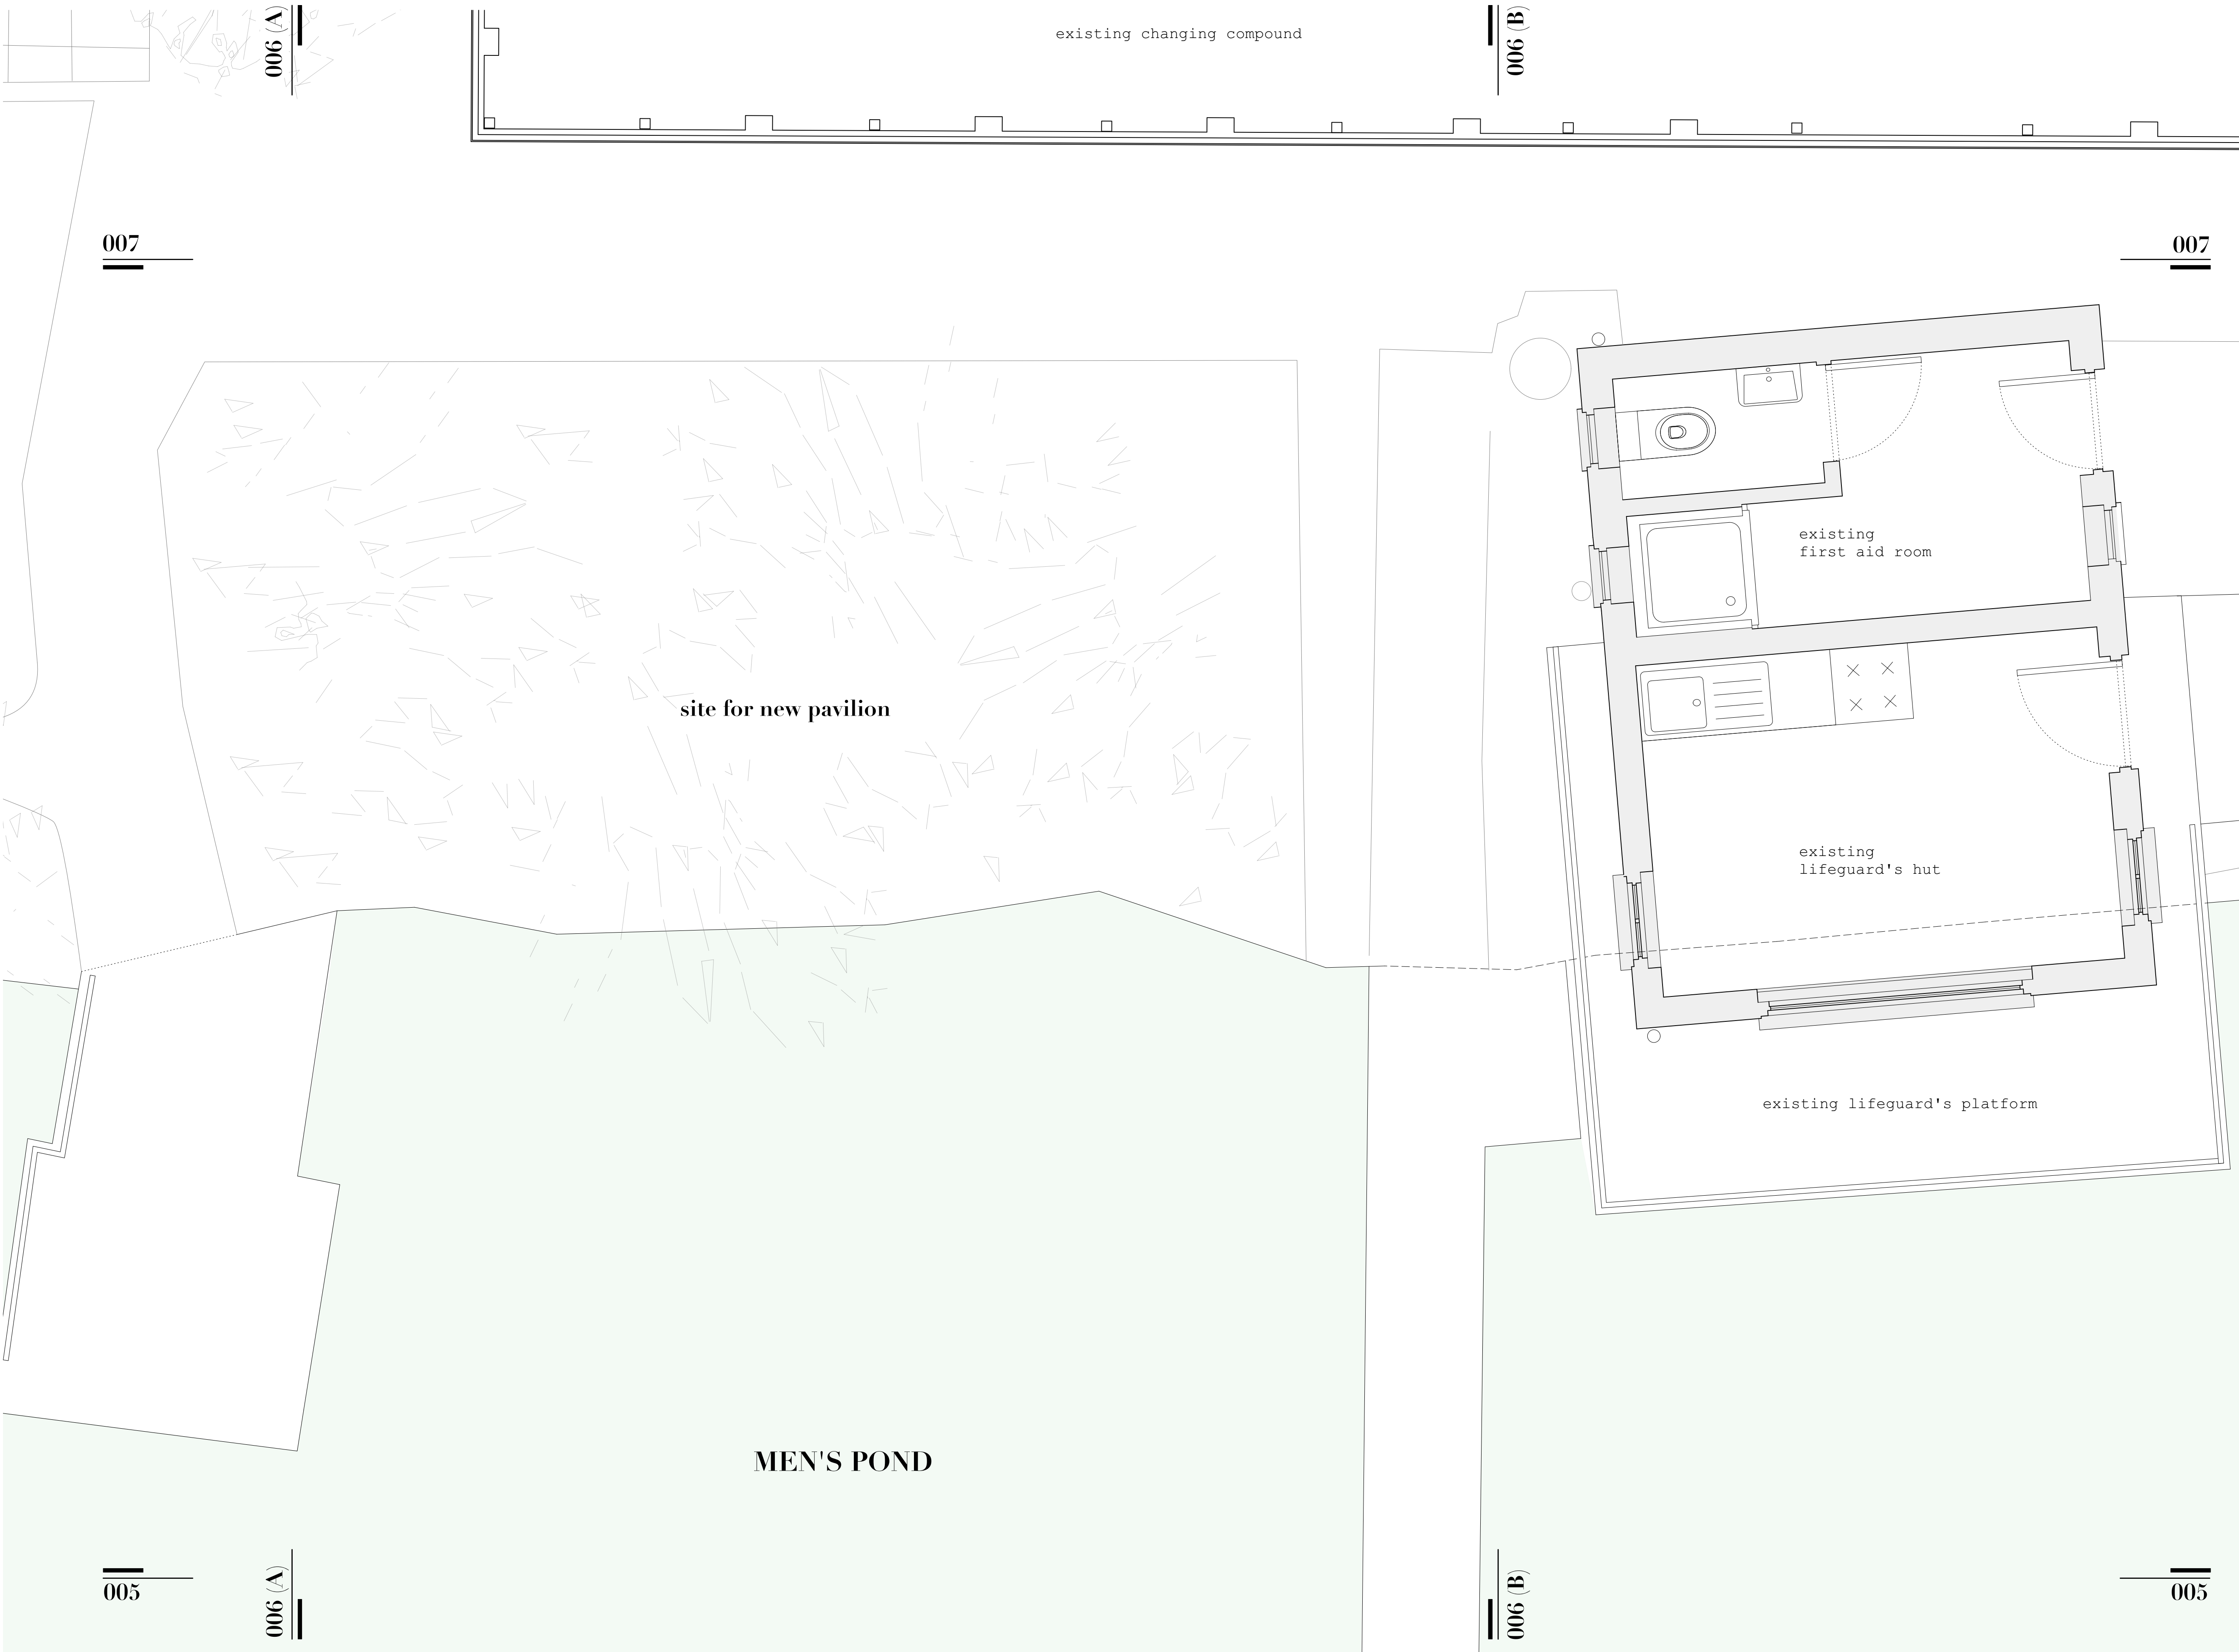 006 (A)
existing changing compound
006 (B)
007
007
existing
first aid room
site for new pavilion
existing
lifeguard's hut
existing lifeguard's platform
MEN'S POND
005
006 (A)
006 (B)
005